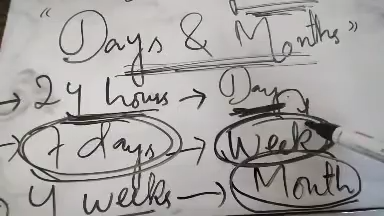 "Days & Months"
→ 24 hours → Day
→ 7 days → Week
4 weeks → Month